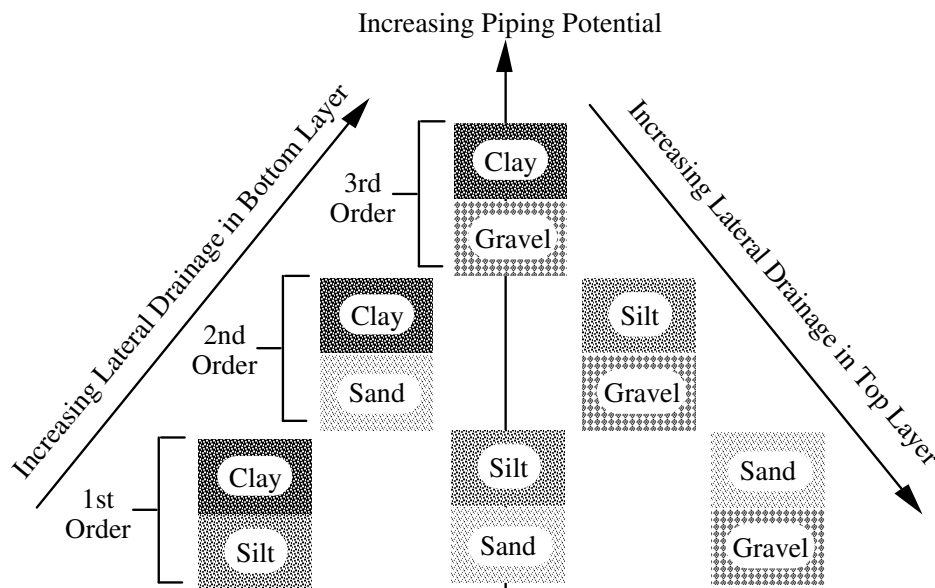 Increasing Piping Potential
Increasing Lateral Drainage in Bottom Layer
Increasing Lateral Drainage in Top Layer
3rd
Order
Clay
Gravel
2nd
Order
Clay
Sand
Silt
Gravel
1st
Order
Clay
Silt
Silt
Sand
Sand
Gravel